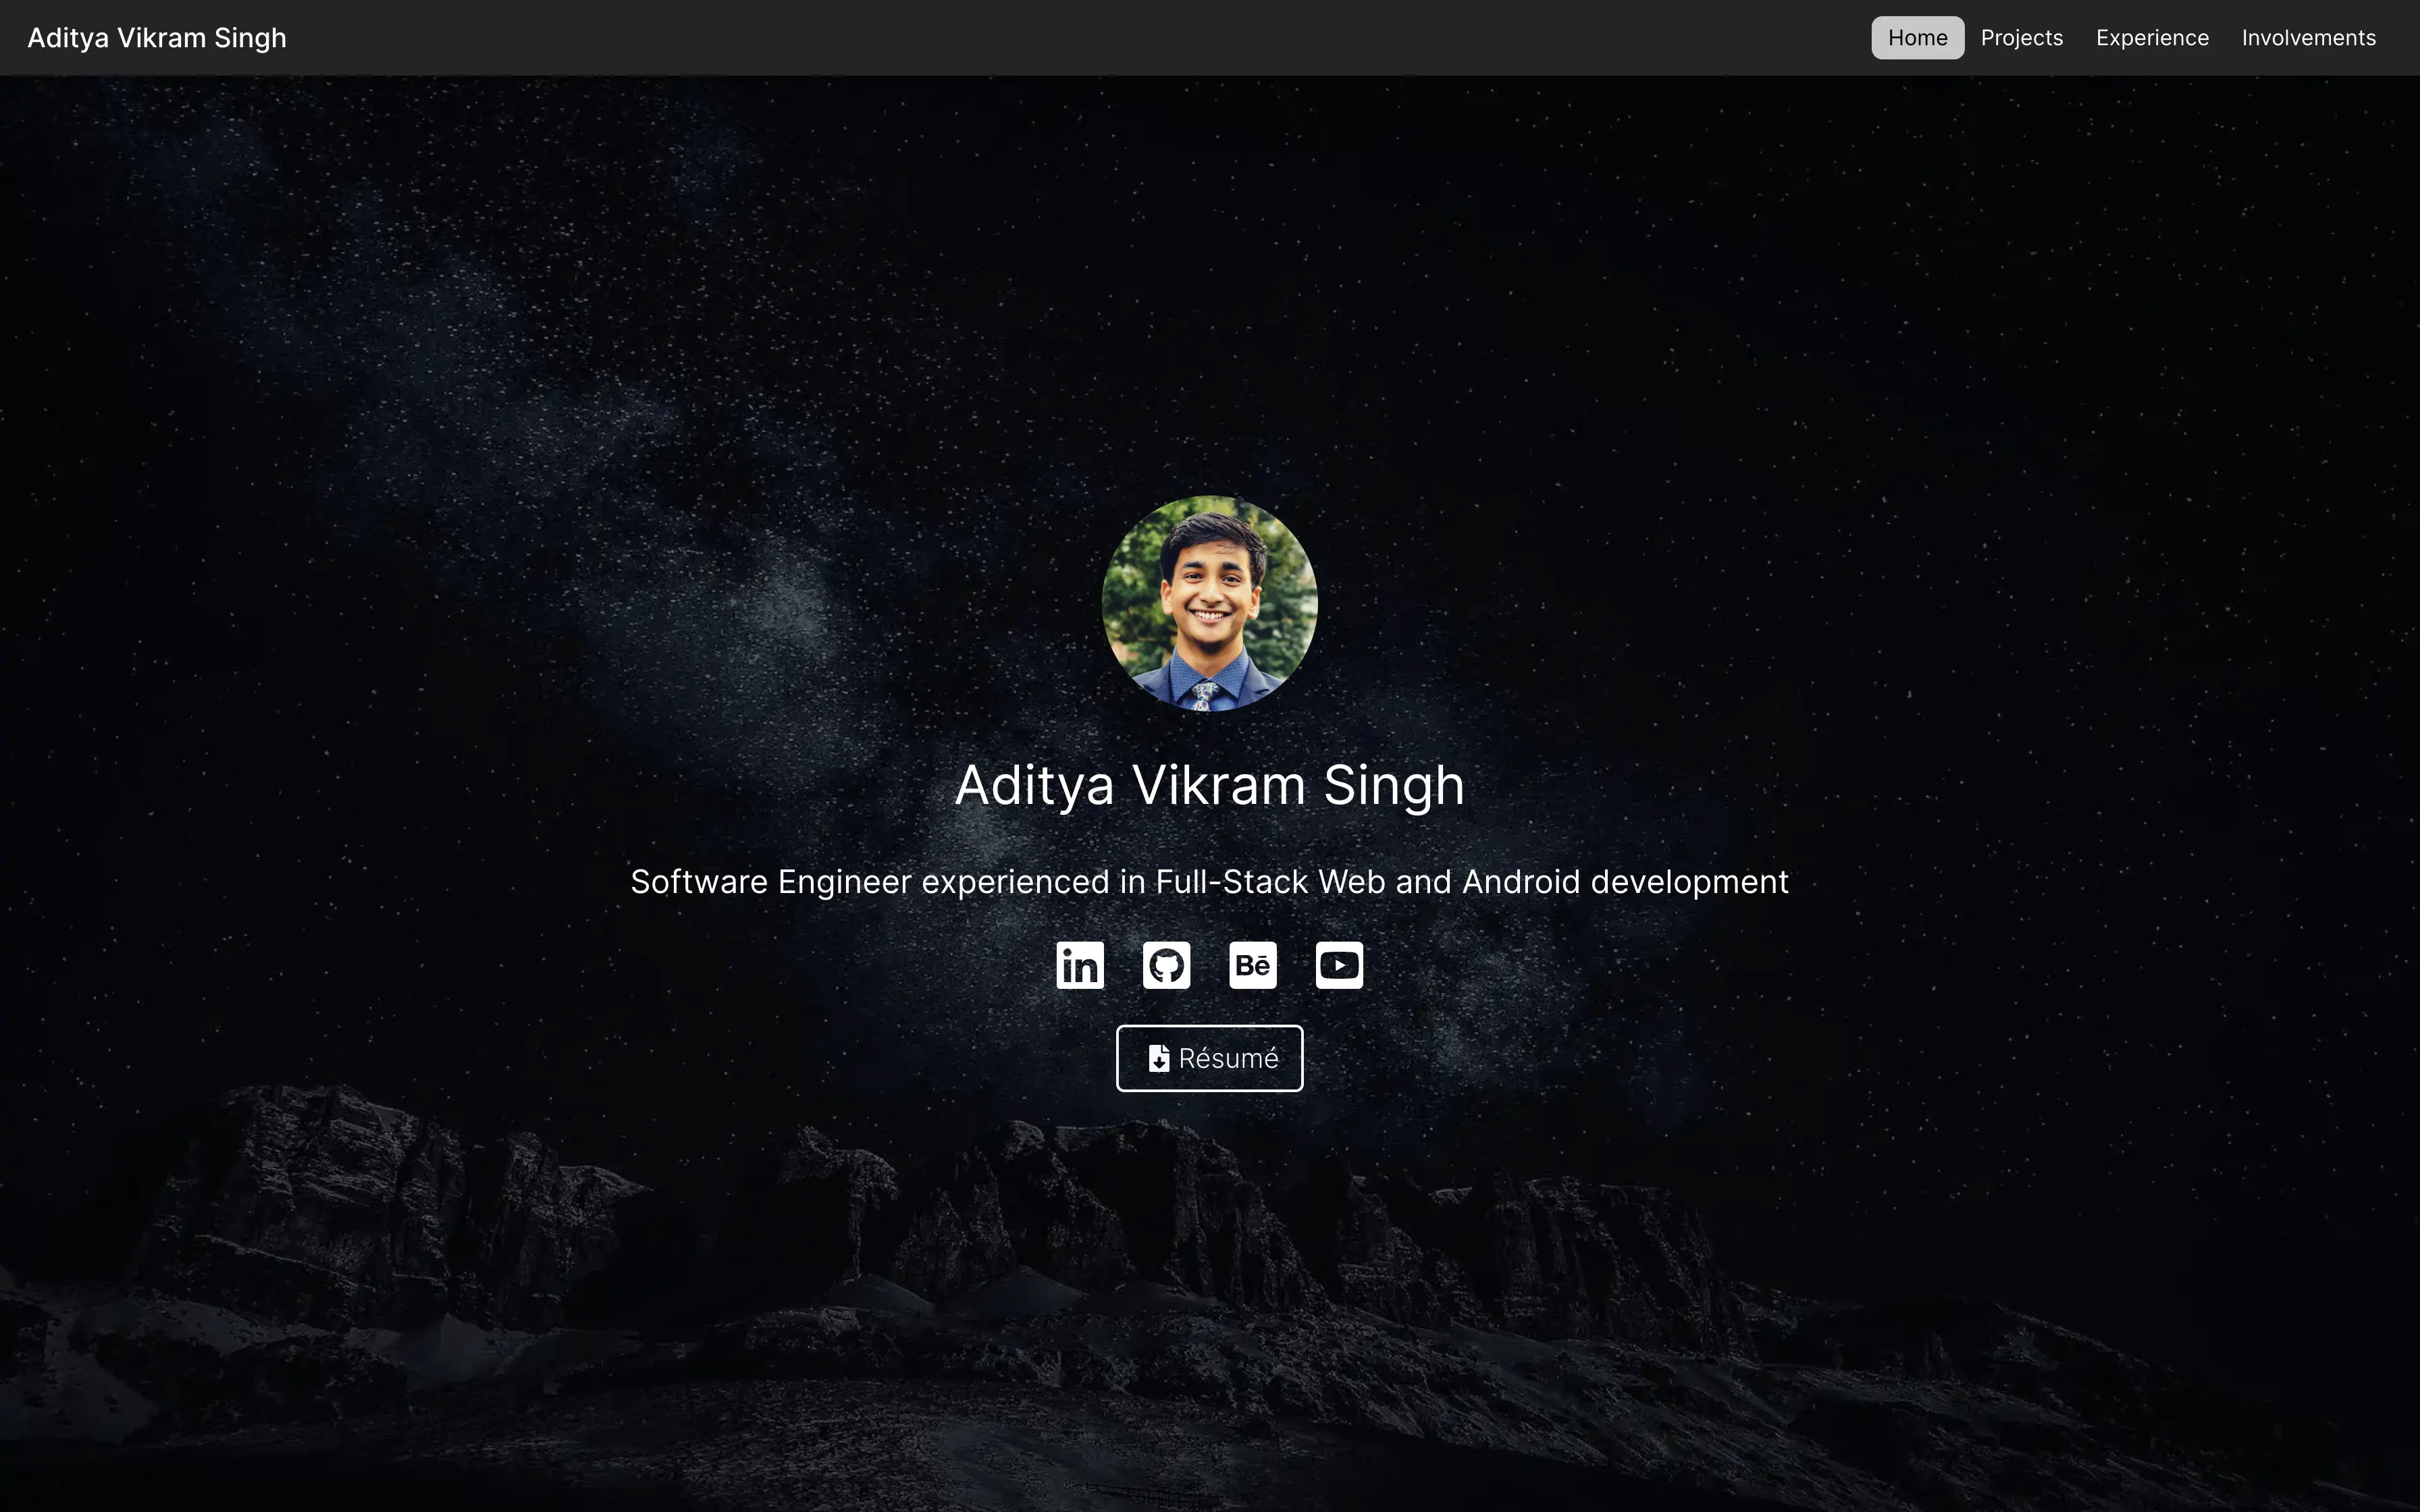 Aditya Vikram Singh
Home Projects Experience Involvements
Aditya Vikram Singh
Software Engineer experienced in Full-Stack Web and Android development
in Bē
Résumé